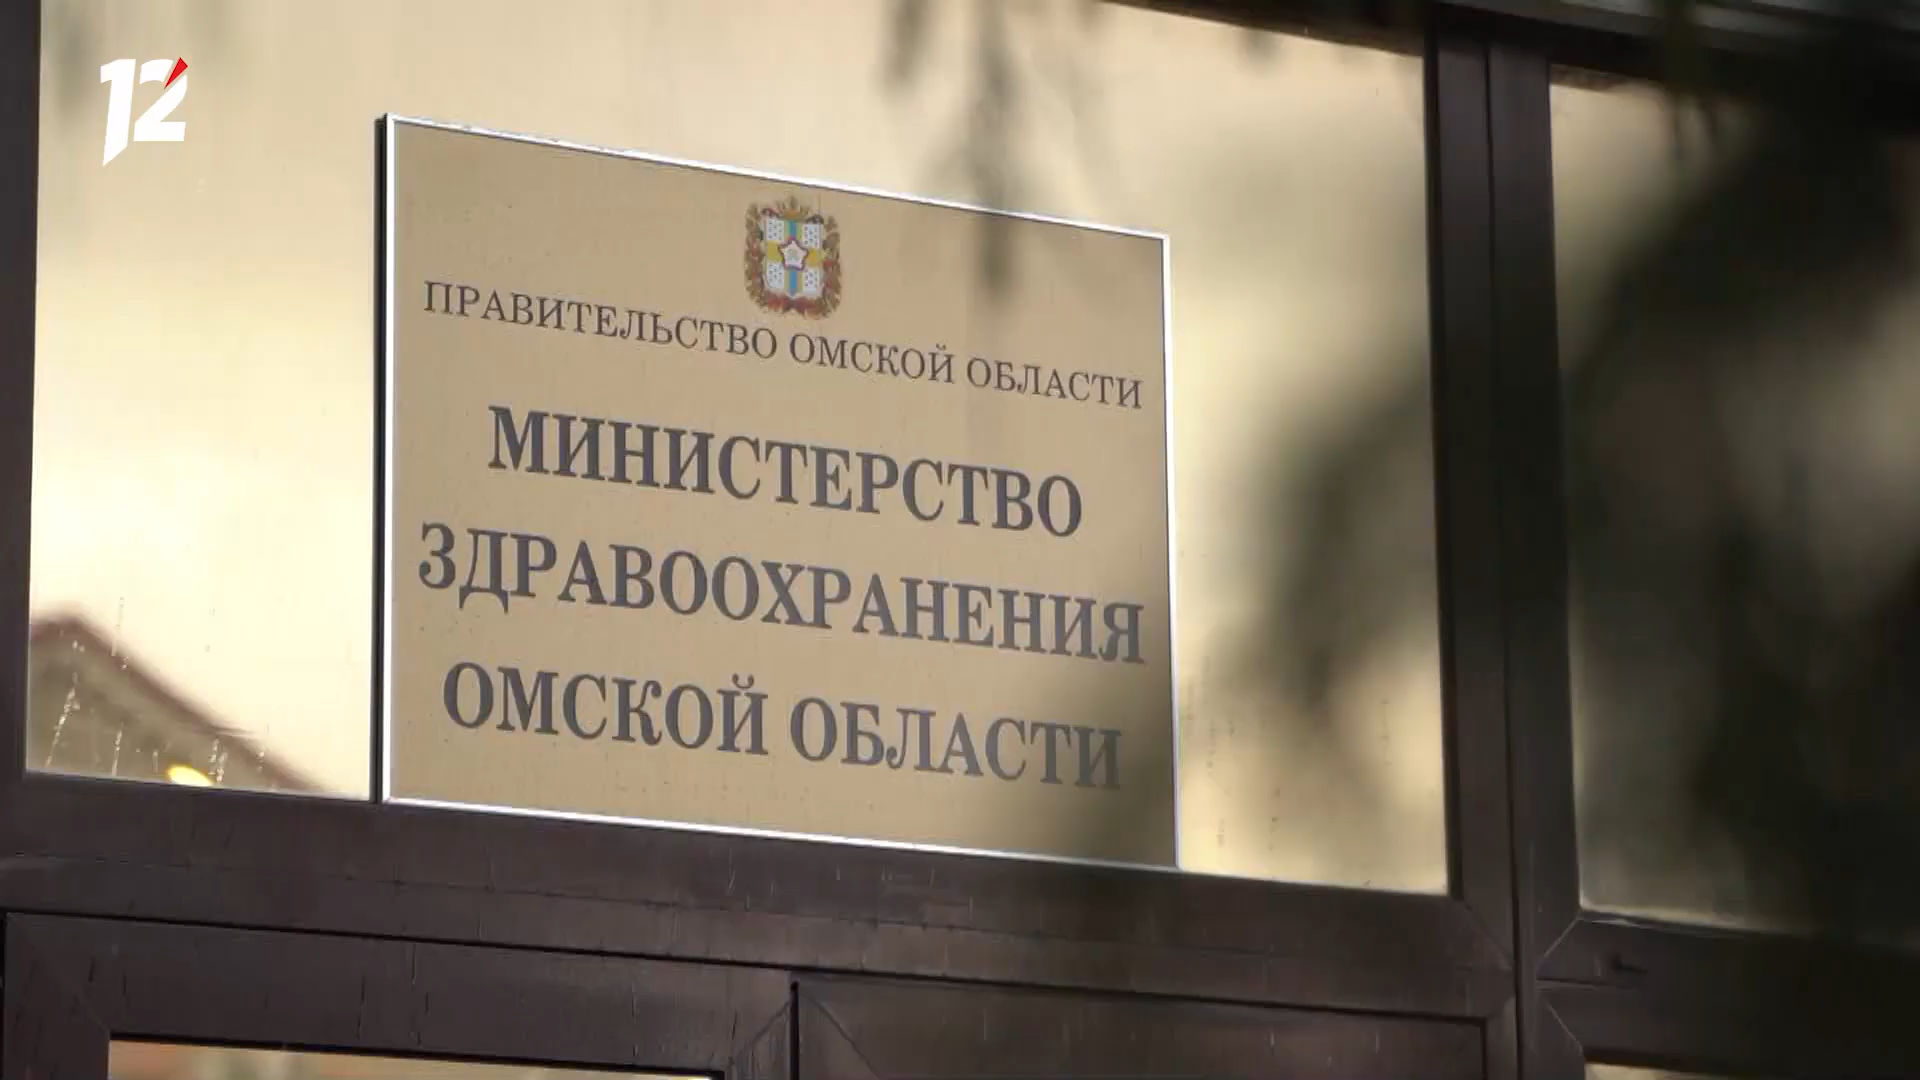 12
ПРАВИТЕЛЬСТВО ОМСКОЙ ОБЛАСТИ
МИНИСТЕРСТВО
ЗДРАВООХРАНЕНИЯ
ОМСКОЙ ОБЛАСТИ